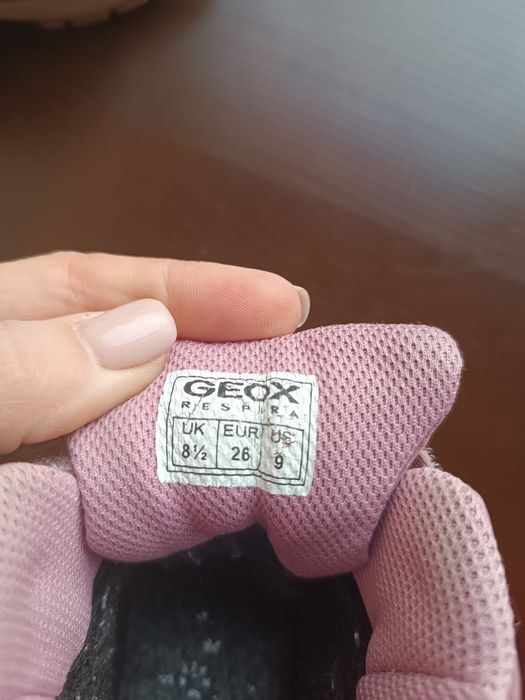 GEOX
RESPIRA
UK EUR US
8½ 26 9